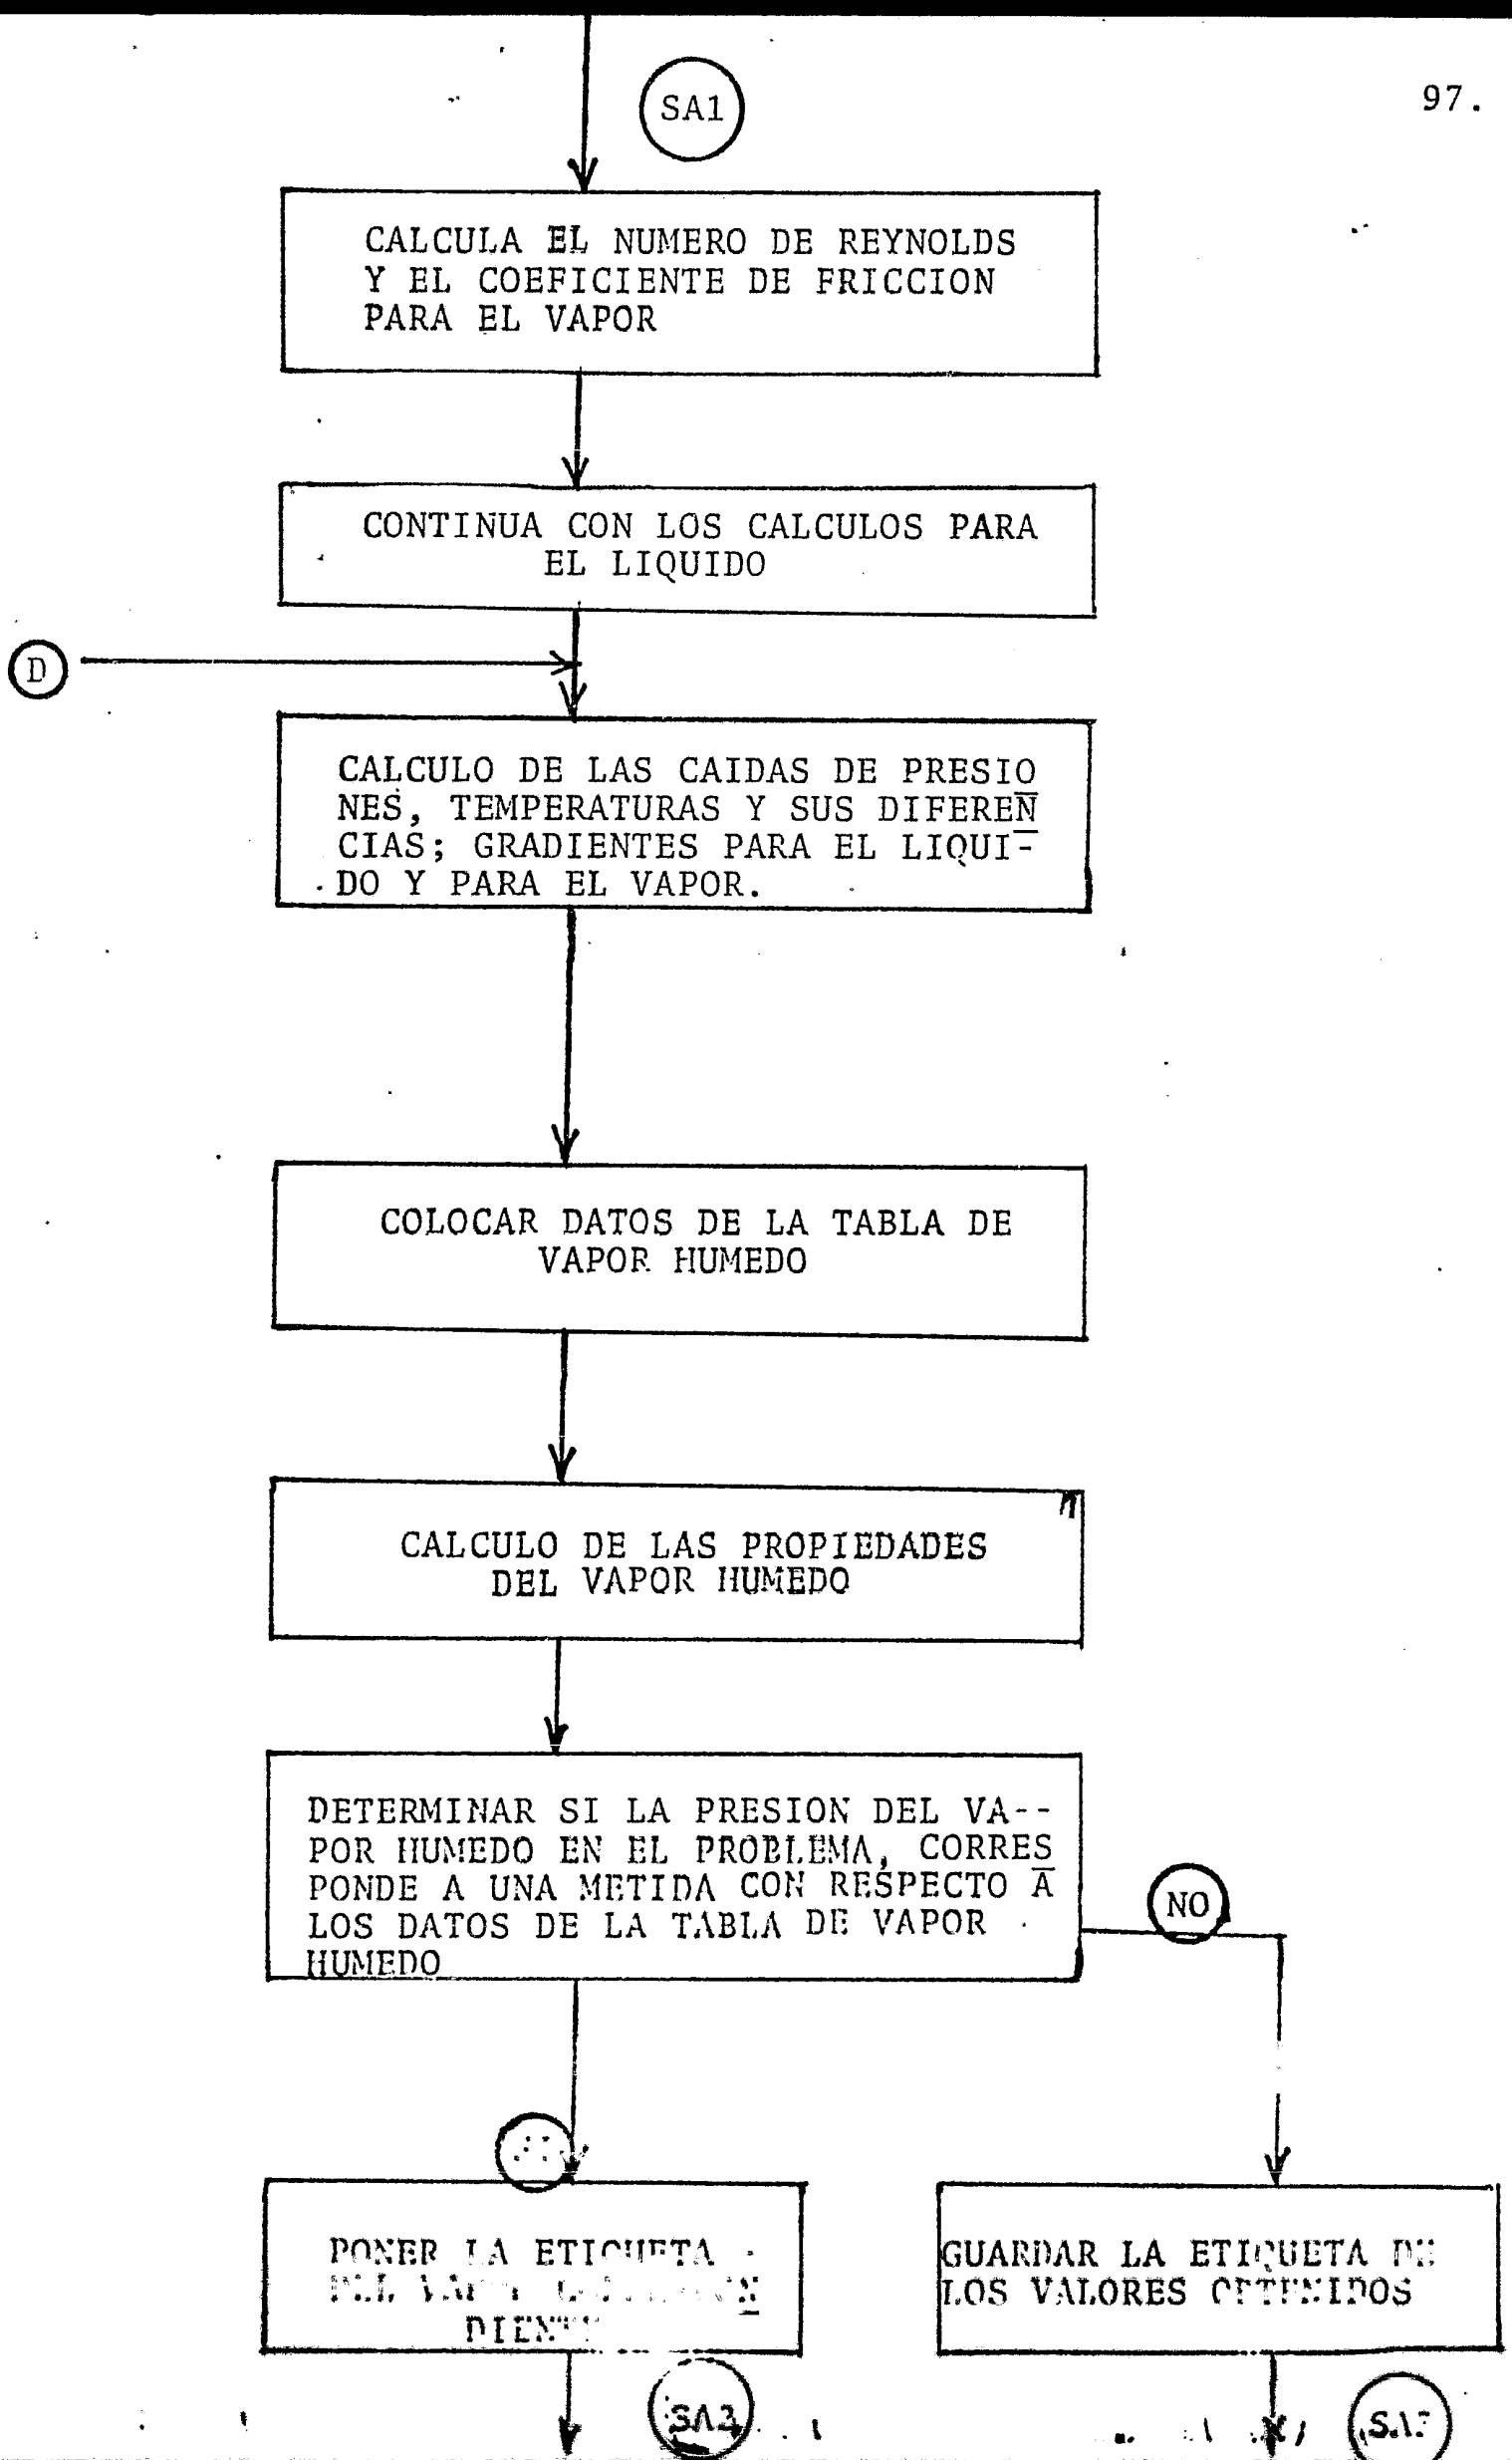 97.
SA1
CALCULA EL NUMERO DE REYNOLDS
Y EL COEFICIENTE DE FRICCION
PARA EL VAPOR
CONTINUA CON LOS CALCULOS PARA
EL LIQUIDO
D
CALCULO DE LAS CAIDAS DE PRESIO
NES, TEMPERATURAS Y SUS DIFEREN
CIAS; GRADIENTES PARA EL LIQUI-
DO Y PARA EL VAPOR.
COLOCAR DATOS DE LA TABLA DE
VAPOR HUMEDO
CALCULO DE LAS PROPIEDADES
DEL VAPOR HUMEDO
DETERMINAR SI LA PRESION DEL VA--
POR HUMEDO EN EL PROBLEMA, CORRES
PONDE A UNA METIDA CON RESPECTO A
LOS DATOS DE LA TABLA DE VAPOR
HUMEDO
NO
PONER LA ETIQUETA
DEL
GUARDAR LA ETIQUETA DE
LOS VALORES OBTENIDOS